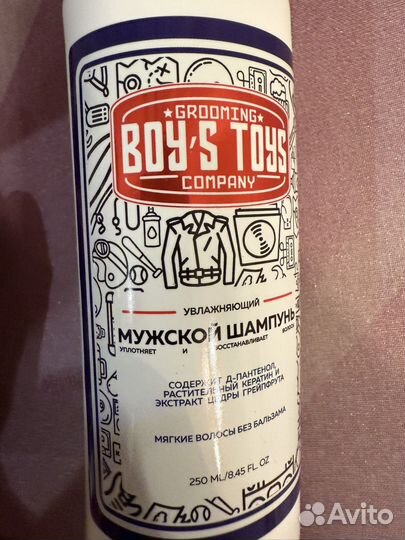 GROOMING
BOY'S TOYS
COMPANY
УВЛАЖНЯЮЩИЙ
МУЖСКОЙ ШАМПУНЬ
УПЛОТНЯЕТ И ВОССТАНАВЛИВАЕТ ВОЛОСЫ
СОДЕРЖИТ Д-ПАНТЕНОЛ,
РАСТИТЕЛЬНЫЙ КЕРАТИН И
ЭКСТРАКТ ЦЕДРЫ ГРЕЙПФРУТА
МЯГКИЕ ВОЛОСЫ БЕЗ БАЛЬЗАМА
250 ML/8.45 FL. OZ
Avito